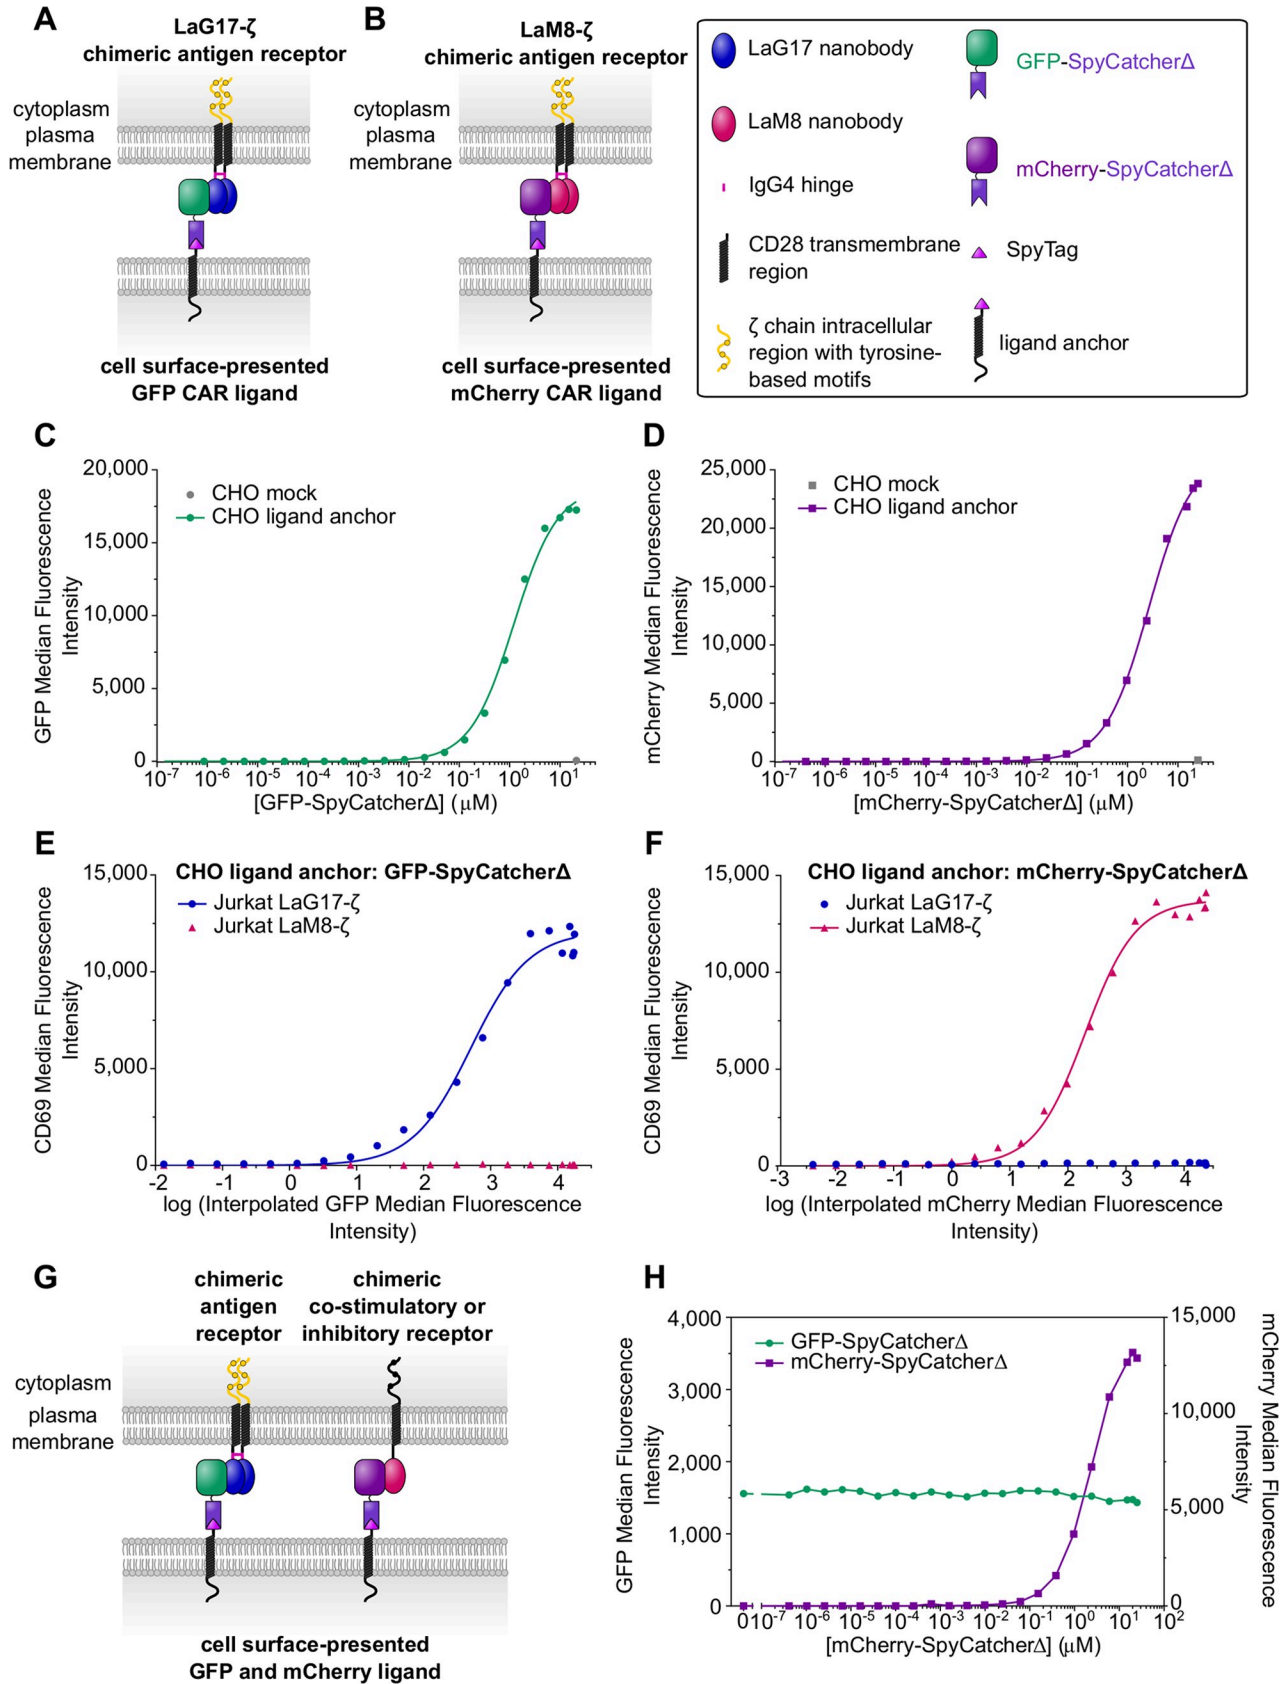 A
LaG17-ζ
chimeric antigen receptor
cytoplasm
plasma
membrane
cell surface-presented
GFP CAR ligand
B
LaM8-ζ
chimeric antigen receptor
cytoplasm
plasma
membrane
cell surface-presented
mCherry CAR ligand
LaG17 nanobody
LaM8 nanobody
IgG4 hinge
CD28 transmembrane
region
ζ chain intracellular
region with tyrosine-
based motifs
GFP-SpyCatcherΔ
mCherry-SpyCatcherΔ
SpyTag
ligand anchor
C
GFP Median Fluorescence
Intensity
20,000
15,000
10,000
5,000
0
CHO mock
CHO ligand anchor
10-7 10-6 10-5 10-4 10-3 10-2 10-1 100 101
[GFP-SpyCatcherΔ] (μM)
D
mCherry Median Fluorescence
Intensity
25,000
20,000
15,000
10,000
5,000
0
CHO mock
CHO ligand anchor
10-7 10-6 10-5 10-4 10-3 10-2 10-1 100 101
[mCherry-SpyCatcherΔ] (μM)
E
CHO ligand anchor: GFP-SpyCatcherΔ
CD69 Median Fluorescence
Intensity
15,000
10,000
5,000
0
Jurkat LaG17-ζ
Jurkat LaM8-ζ
-2 -1 0 1 2 3 4
log (Interpolated GFP Median Fluorescence
Intensity)
F
CHO ligand anchor: mCherry-SpyCatcherΔ
CD69 Median Fluorescence
Intensity
15,000
10,000
5,000
0
Jurkat LaG17-ζ
Jurkat LaM8-ζ
-3 -2 -1 0 1 2 3 4
log (Interpolated mCherry Median Fluorescence
Intensity)
G
chimeric
antigen
receptor
chimeric
co-stimulatory or
inhibitory receptor
cytoplasm
plasma
membrane
cell surface-presented
GFP and mCherry ligand
H
GFP Median Fluorescence
Intensity
4,000
3,000
2,000
1,000
0
GFP-SpyCatcherΔ
mCherry-SpyCatcherΔ
15,000
10,000
5,000
0
mCherry Median Fluorescence
Intensity
0 10-7 10-6 10-5 10-4 10-3 10-2 10-1 100 101 102
[mCherry-SpyCatcherΔ] (μM)